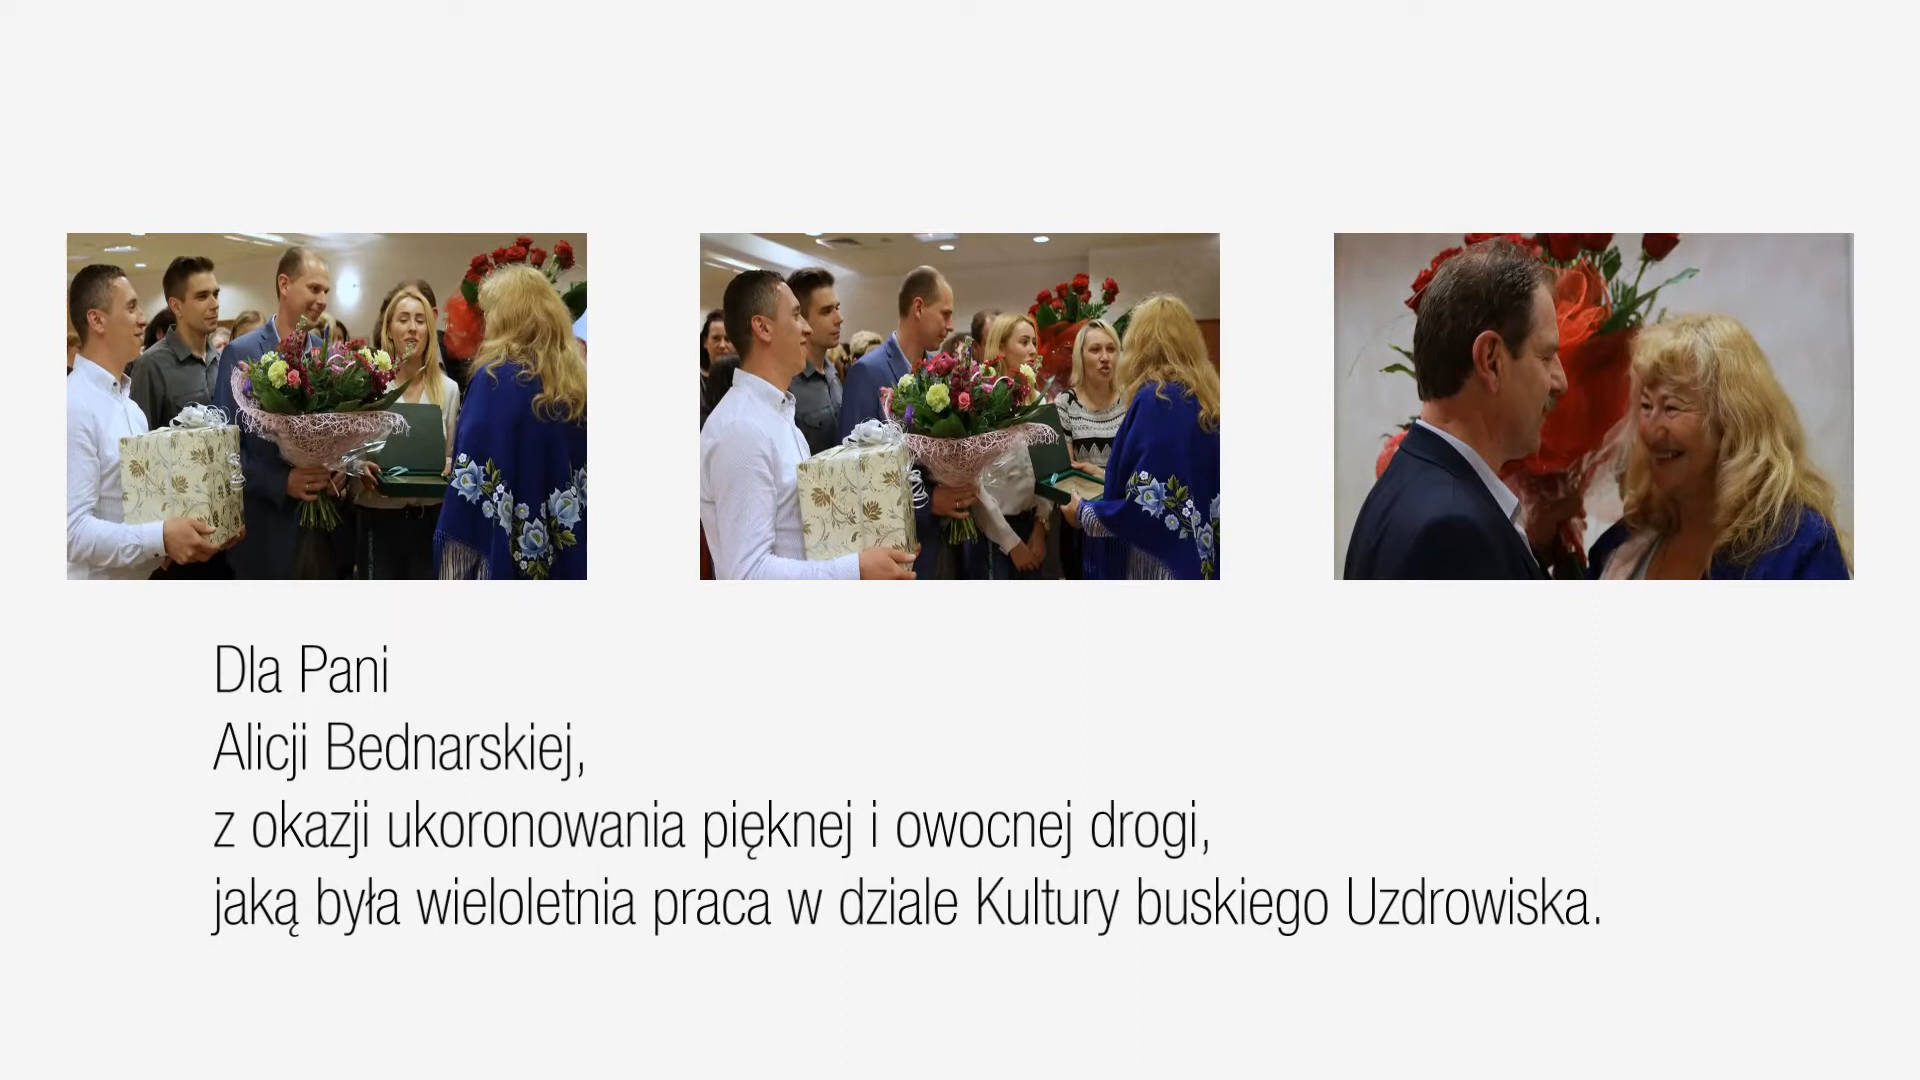 Dla Pani
Alicji Bednarskiej,
z okazji ukoronowania pięknej i owocnej drogi,
jaką była wieloletnia praca w dziale Kultury buskiego Uzdrowiska.